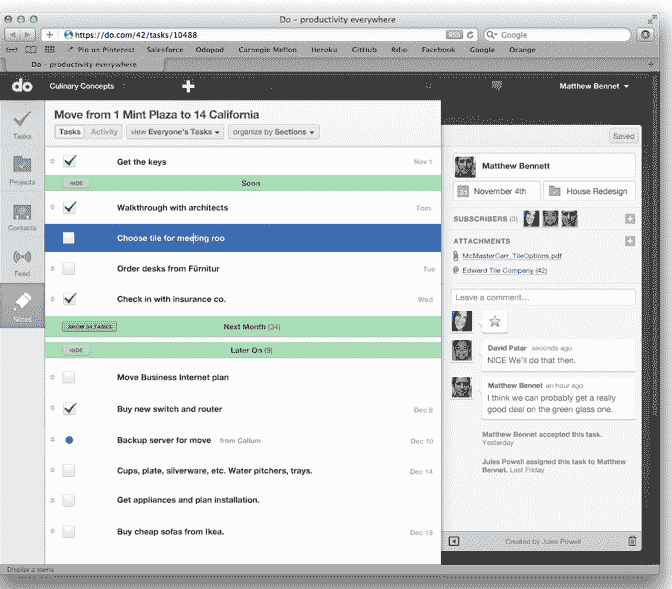 Do - productivity everywhere
https://do.com/42/tasks/10488
RSS
Google
Pin on Pinterest Salesforce Odopod Carnegie Mellon Heroku GitHub Rdio Facebook Google Orange
Do - productivity everywhere
do Culinary Concepts
Matthew Bennet
Tasks
Projects
Contacts
Feed
Notes
Move from 1 Mint Plaza to 14 California
Tasks Activity view Everyone's Tasks organize by Sections
Get the keys Nov 1
HIDE Soon
Walkthrough with architects Tom.
Choose tile for meeting roo
Order desks from Fürnitur Tue
Check in with insurance co. Wed
SHOW 34 TASKS Next Month (34)
HIDE Later On (9)
Move Business Internet plan
Buy new switch and router Dec 8
Backup server for move from Callum Dec 10
Cups, plate, silverware, etc. Water pitchers, trays. Dec 14
Get appliances and plan installation.
Buy cheap sofas from Ikea. Dec 15
Saved
Matthew Bennett
31 November 4th House Redesign
SUBSCRIBERS (3)
ATTACHMENTS
McMasterCarr_TileOptions.pdf
Edward Tile Company (42)
Leave a comment…
David Patar seconds ago
NICE We'll do that then.
Matthew Bennet an hour ago
I think we can probably get a really
good deal on the green glass one.
Matthew Bennet accepted this task.
Yesterday
Jules Powell assigned this task to Matthew
Bennet. Last Friday
Created by Jules Powell
Display a menu